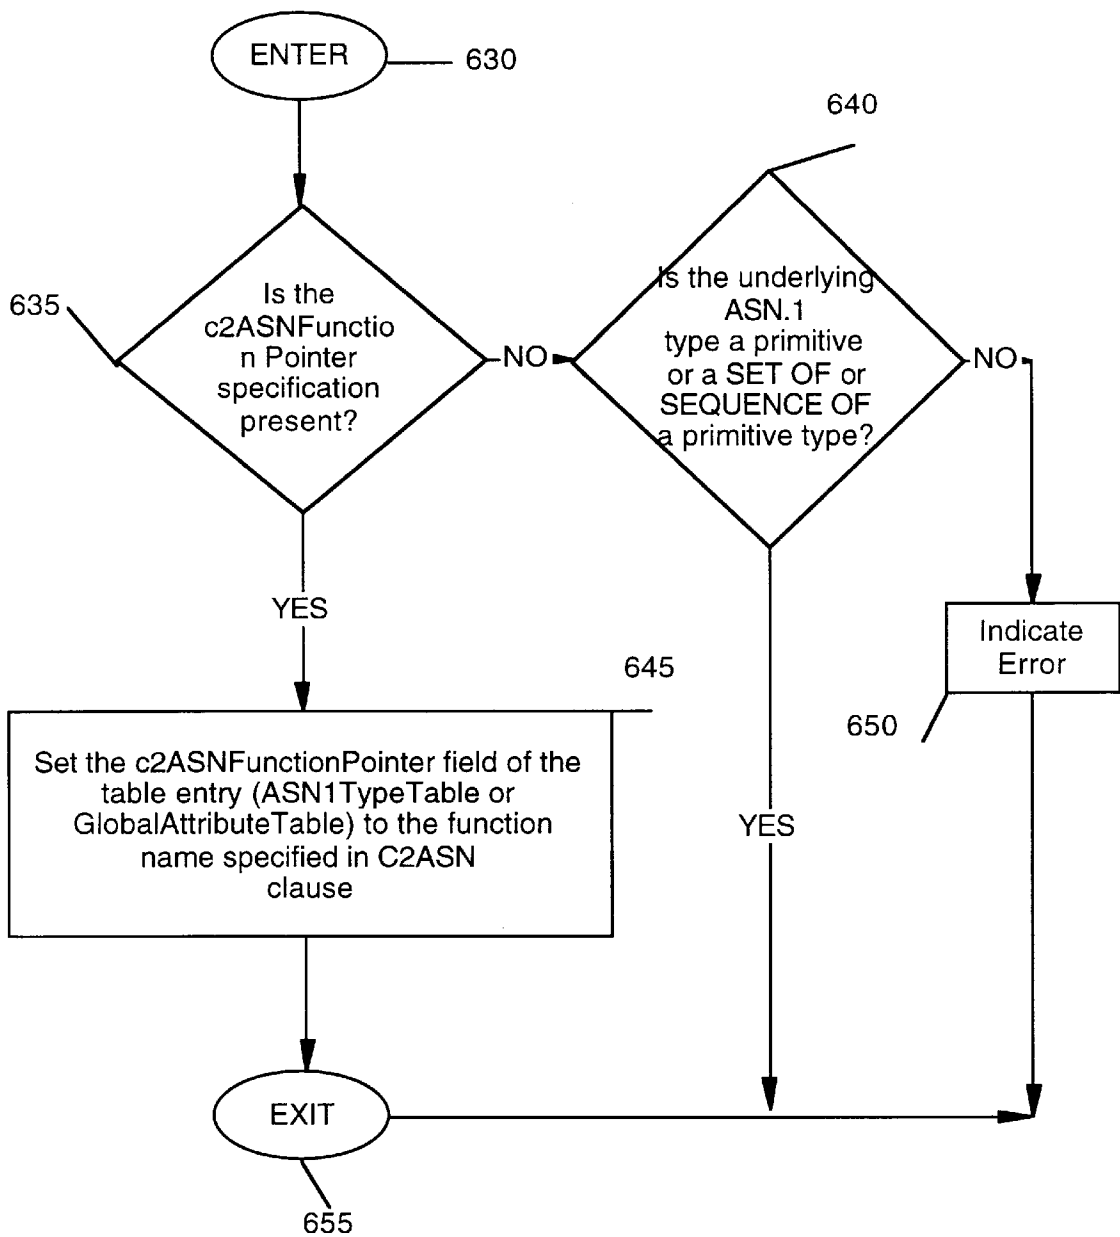 ENTER
630
640
635
Is the
c2ASNFunctio
n Pointer
specification
present?
NO
Is the underlying
ASN.1
type a primitive
or a SET OF or
SEQUENCE OF
a primitive type?
NO
YES
Indicate
Error
645
650
Set the c2ASNFunctionPointer field of the
table entry (ASN1TypeTable or
GlobalAttributeTable) to the function
name specified in C2ASN
clause
YES
EXIT
655